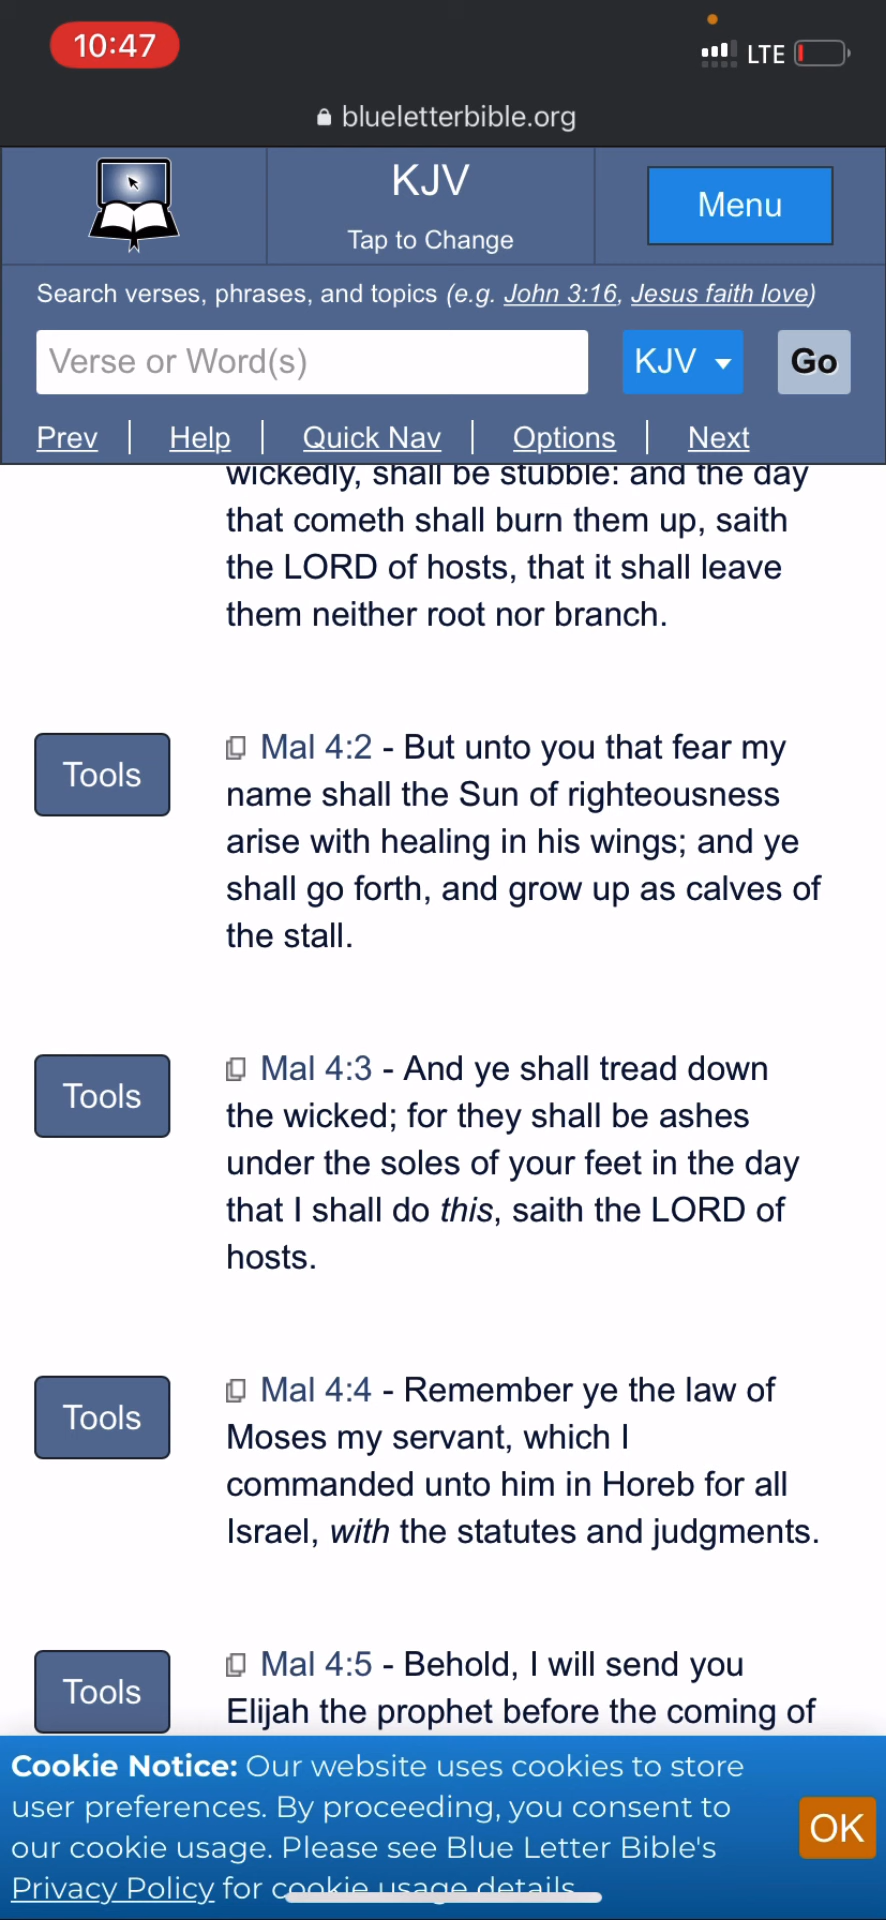 10:47
LTE
blueletterbible.org
KJV
Tap to Change
Menu
Search verses, phrases, and topics (e.g. John 3:16, Jesus faith love)
Verse or Word(s)
KJV
Go
Prev | Help | Quick Nav | Options | Next
wickedly, shall be stubble: and the day
that cometh shall burn them up, saith
the LORD of hosts, that it shall leave
them neither root nor branch.
Tools
Mal 4:2 - But unto you that fear my
name shall the Sun of righteousness
arise with healing in his wings; and ye
shall go forth, and grow up as calves of
the stall.
Tools
Mal 4:3 - And ye shall tread down
the wicked; for they shall be ashes
under the soles of your feet in the day
that I shall do this, saith the LORD of
hosts.
Tools
Mal 4:4 - Remember ye the law of
Moses my servant, which I
commanded unto him in Horeb for all
Israel, with the statutes and judgments.
Tools
Mal 4:5 - Behold, I will send you
Elijah the prophet before the coming of
Cookie Notice: Our website uses cookies to store
user preferences. By proceeding, you consent to
our cookie usage. Please see Blue Letter Bible's
Privacy Policy for cookie usage details.
OK